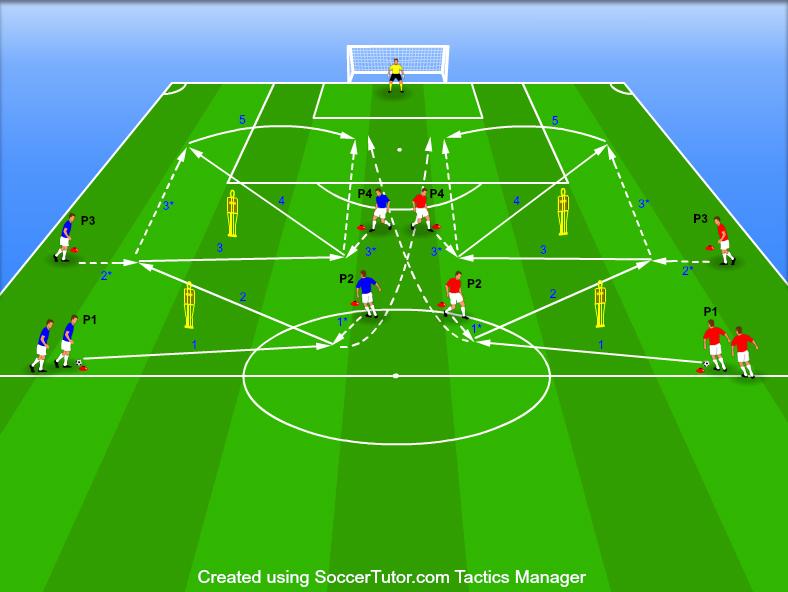 5 5
P4 P4
3* 4 4 3*
P3 P3
3 3* 3* 3
2* 2*
P2 P2
2 2
P1 1* 1* P1
1 1
Created using SoccerTutor.com Tactics Manager